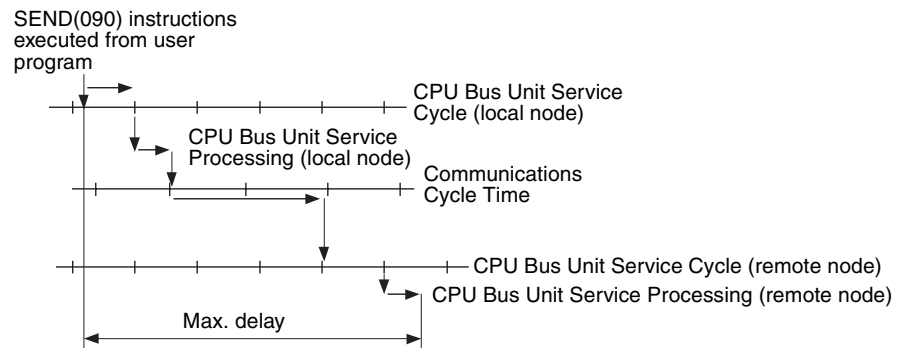 SEND(090) instructions
executed from user
program
CPU Bus Unit Service
Cycle (local node)
CPU Bus Unit Service
Processing (local node)
Communications
Cycle Time
CPU Bus Unit Service Cycle (remote node)
CPU Bus Unit Service Processing (remote node)
Max. delay